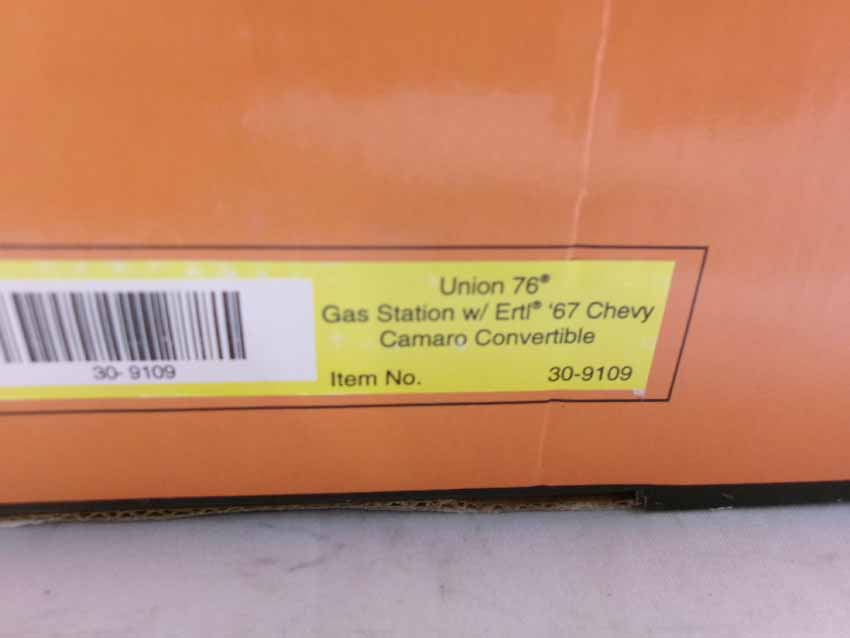 Union 76®
Gas Station w/ Ertl® '67 Chevy
Camaro Convertible
Item No. 30-9109
30-9109